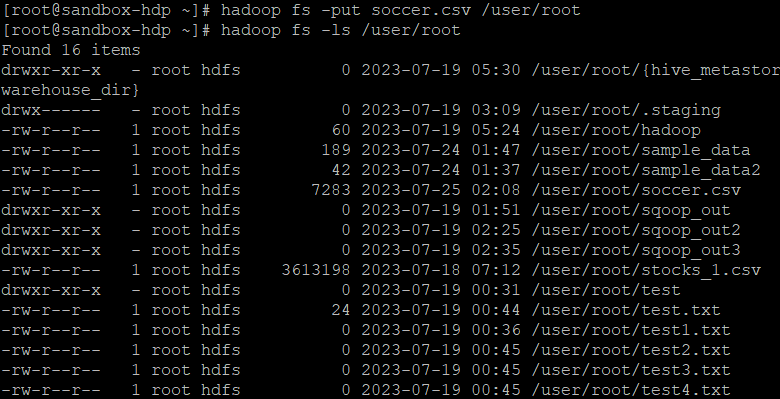 [root@sandbox-hdp ~]# hadoop fs -put soccer.csv /user/root
[root@sandbox-hdp ~]# hadoop fs -ls /user/root
Found 16 items
drwxr-xr-x   - root hdfs          0 2023-07-19 05:30 /user/root/{hive_metastor
warehouse_dir}
drwx------   - root hdfs          0 2023-07-19 03:09 /user/root/.staging
-rw-r--r--   1 root hdfs         60 2023-07-19 05:24 /user/root/hadoop
-rw-r--r--   1 root hdfs        189 2023-07-24 01:47 /user/root/sample_data
-rw-r--r--   1 root hdfs         42 2023-07-24 01:37 /user/root/sample_data2
-rw-r--r--   1 root hdfs       7283 2023-07-25 02:08 /user/root/soccer.csv
drwxr-xr-x   - root hdfs          0 2023-07-19 01:51 /user/root/sqoop_out
drwxr-xr-x   - root hdfs          0 2023-07-19 02:25 /user/root/sqoop_out2
drwxr-xr-x   - root hdfs          0 2023-07-19 02:35 /user/root/sqoop_out3
-rw-r--r--   1 root hdfs    3613198 2023-07-18 07:12 /user/root/stocks_1.csv
drwxr-xr-x   - root hdfs          0 2023-07-19 00:31 /user/root/test
-rw-r--r--   1 root hdfs         24 2023-07-19 00:44 /user/root/test.txt
-rw-r--r--   1 root hdfs          0 2023-07-19 00:36 /user/root/test1.txt
-rw-r--r--   1 root hdfs          0 2023-07-19 00:45 /user/root/test2.txt
-rw-r--r--   1 root hdfs          0 2023-07-19 00:45 /user/root/test3.txt
-rw-r--r--   1 root hdfs          0 2023-07-19 00:45 /user/root/test4.txt